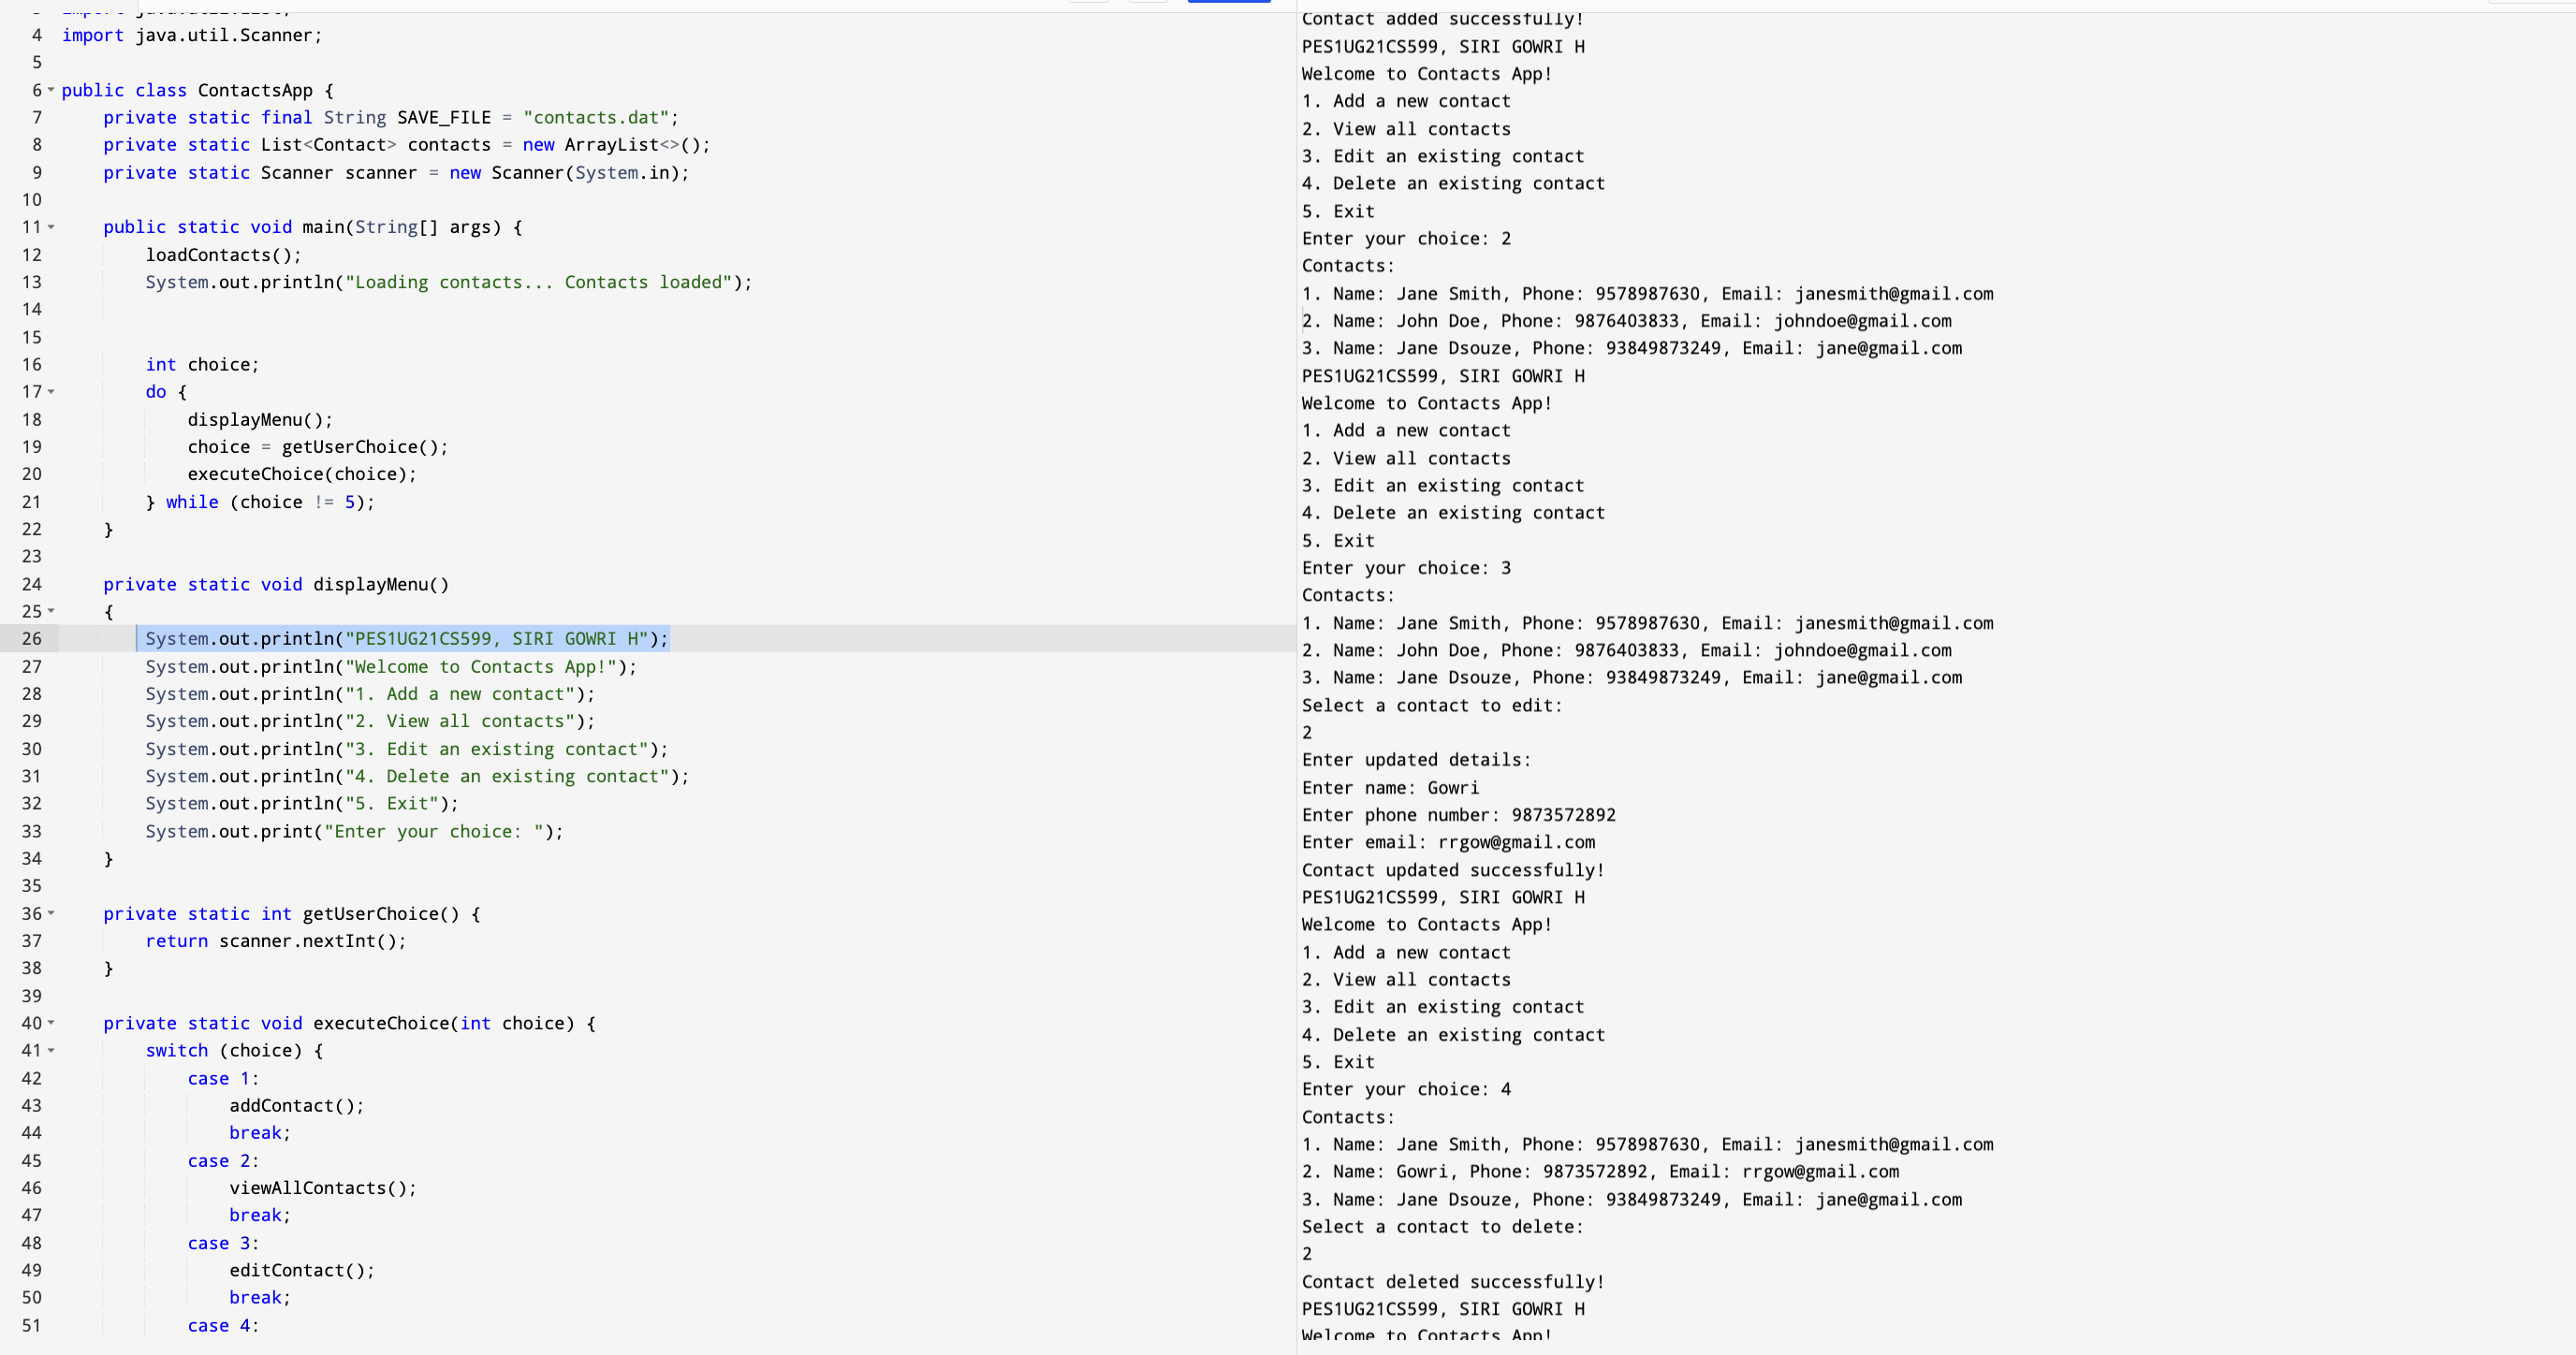 4 import java.util.Scanner;
5
6 public class ContactsApp {
7 private static final String SAVE_FILE = "contacts.dat";
8 private static List<Contact> contacts = new ArrayList<>();
9 private static Scanner scanner = new Scanner(System.in);
10
11 public static void main(String[] args) {
12 loadContacts();
13 System.out.println("Loading contacts... Contacts loaded");
14
15
16 int choice;
17 do {
18 displayMenu();
19 choice = getUserChoice();
20 executeChoice(choice);
21 } while (choice != 5);
22 }
23
24 private static void displayMenu()
25 {
26 System.out.println("PES1UG21CS599, SIRI GOWRI H");
27 System.out.println("Welcome to Contacts App!");
28 System.out.println("1. Add a new contact");
29 System.out.println("2. View all contacts");
30 System.out.println("3. Edit an existing contact");
31 System.out.println("4. Delete an existing contact");
32 System.out.println("5. Exit");
33 System.out.print("Enter your choice: ");
34 }
35
36 private static int getUserChoice() {
37 return scanner.nextInt();
38 }
39
40 private static void executeChoice(int choice) {
41 switch (choice) {
42 case 1:
43 addContact();
44 break;
45 case 2:
46 viewAllContacts();
47 break;
48 case 3:
49 editContact();
50 break;
51 case 4:
Contact added successfully!
PES1UG21CS599, SIRI GOWRI H
Welcome to Contacts App!
1. Add a new contact
2. View all contacts
3. Edit an existing contact
4. Delete an existing contact
5. Exit
Enter your choice: 2
Contacts:
1. Name: Jane Smith, Phone: 9578987630, Email: janesmith@gmail.com
2. Name: John Doe, Phone: 9876403833, Email: johndoe@gmail.com
3. Name: Jane Dsouze, Phone: 93849873249, Email: jane@gmail.com
PES1UG21CS599, SIRI GOWRI H
Welcome to Contacts App!
1. Add a new contact
2. View all contacts
3. Edit an existing contact
4. Delete an existing contact
5. Exit
Enter your choice: 3
Contacts:
1. Name: Jane Smith, Phone: 9578987630, Email: janesmith@gmail.com
2. Name: John Doe, Phone: 9876403833, Email: johndoe@gmail.com
3. Name: Jane Dsouze, Phone: 93849873249, Email: jane@gmail.com
Select a contact to edit:
2
Enter updated details:
Enter name: Gowri
Enter phone number: 9873572892
Enter email: rrgow@gmail.com
Contact updated successfully!
PES1UG21CS599, SIRI GOWRI H
Welcome to Contacts App!
1. Add a new contact
2. View all contacts
3. Edit an existing contact
4. Delete an existing contact
5. Exit
Enter your choice: 4
Contacts:
1. Name: Jane Smith, Phone: 9578987630, Email: janesmith@gmail.com
2. Name: Gowri, Phone: 9873572892, Email: rrgow@gmail.com
3. Name: Jane Dsouze, Phone: 93849873249, Email: jane@gmail.com
Select a contact to delete:
2
Contact deleted successfully!
PES1UG21CS599, SIRI GOWRI H
Welcome to Contacts App!